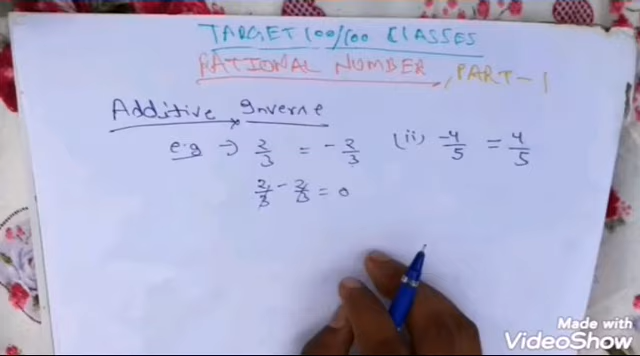 TARGET 100/100 CLASSES
RATIONAL NUMBER, PART-1
Additive Inverse
e.g → 2/3 = -2/3 (ii) -4/5 = 4/5
2/3 - 2/3 = 0
Made with
VideoShow